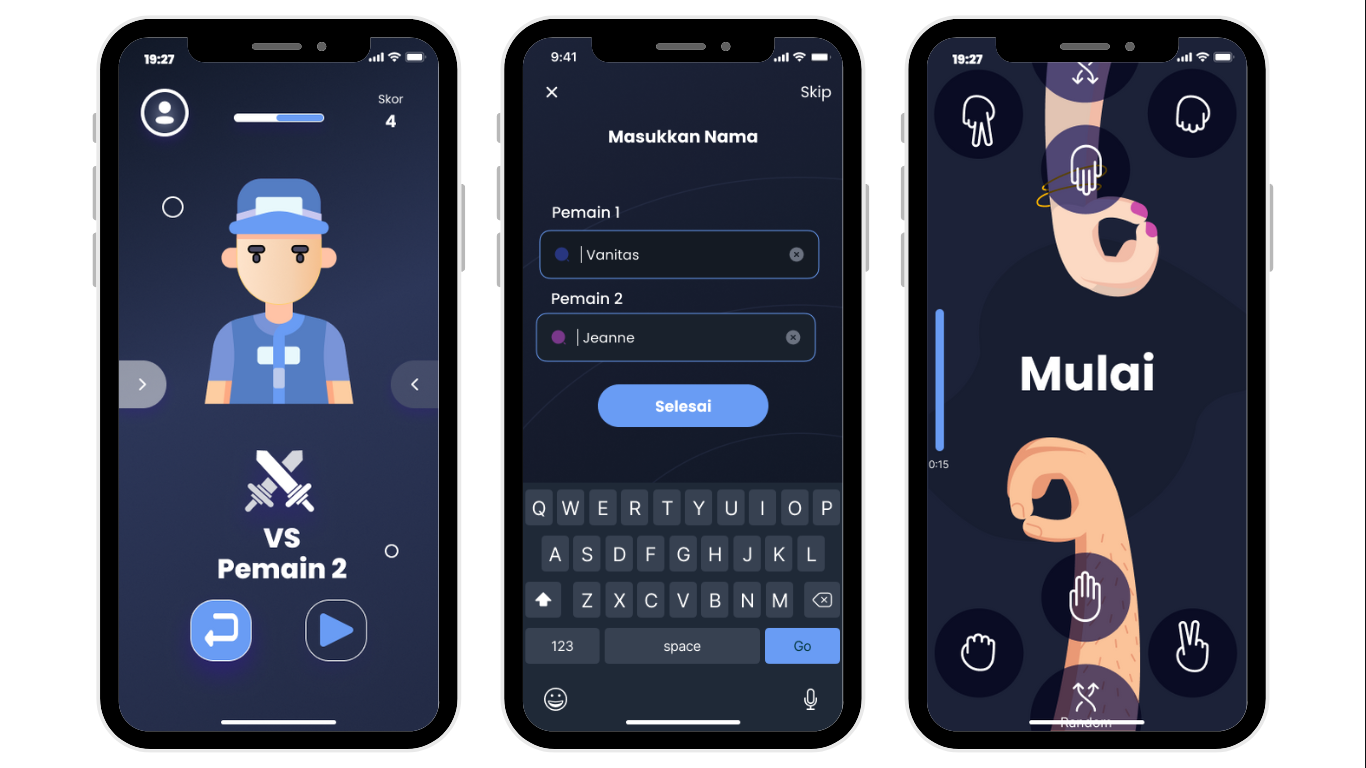 19:27
Skor
4
VS
Pemain 2
9:41
Skip
Masukkan Nama
Pemain 1
Vanitas
Pemain 2
Jeanne
Selesai
Q W E R T Y U I O P
A S D F G H J K L
Z X C V B N M
123 space Go
19:27
Mulai
0:15
Random